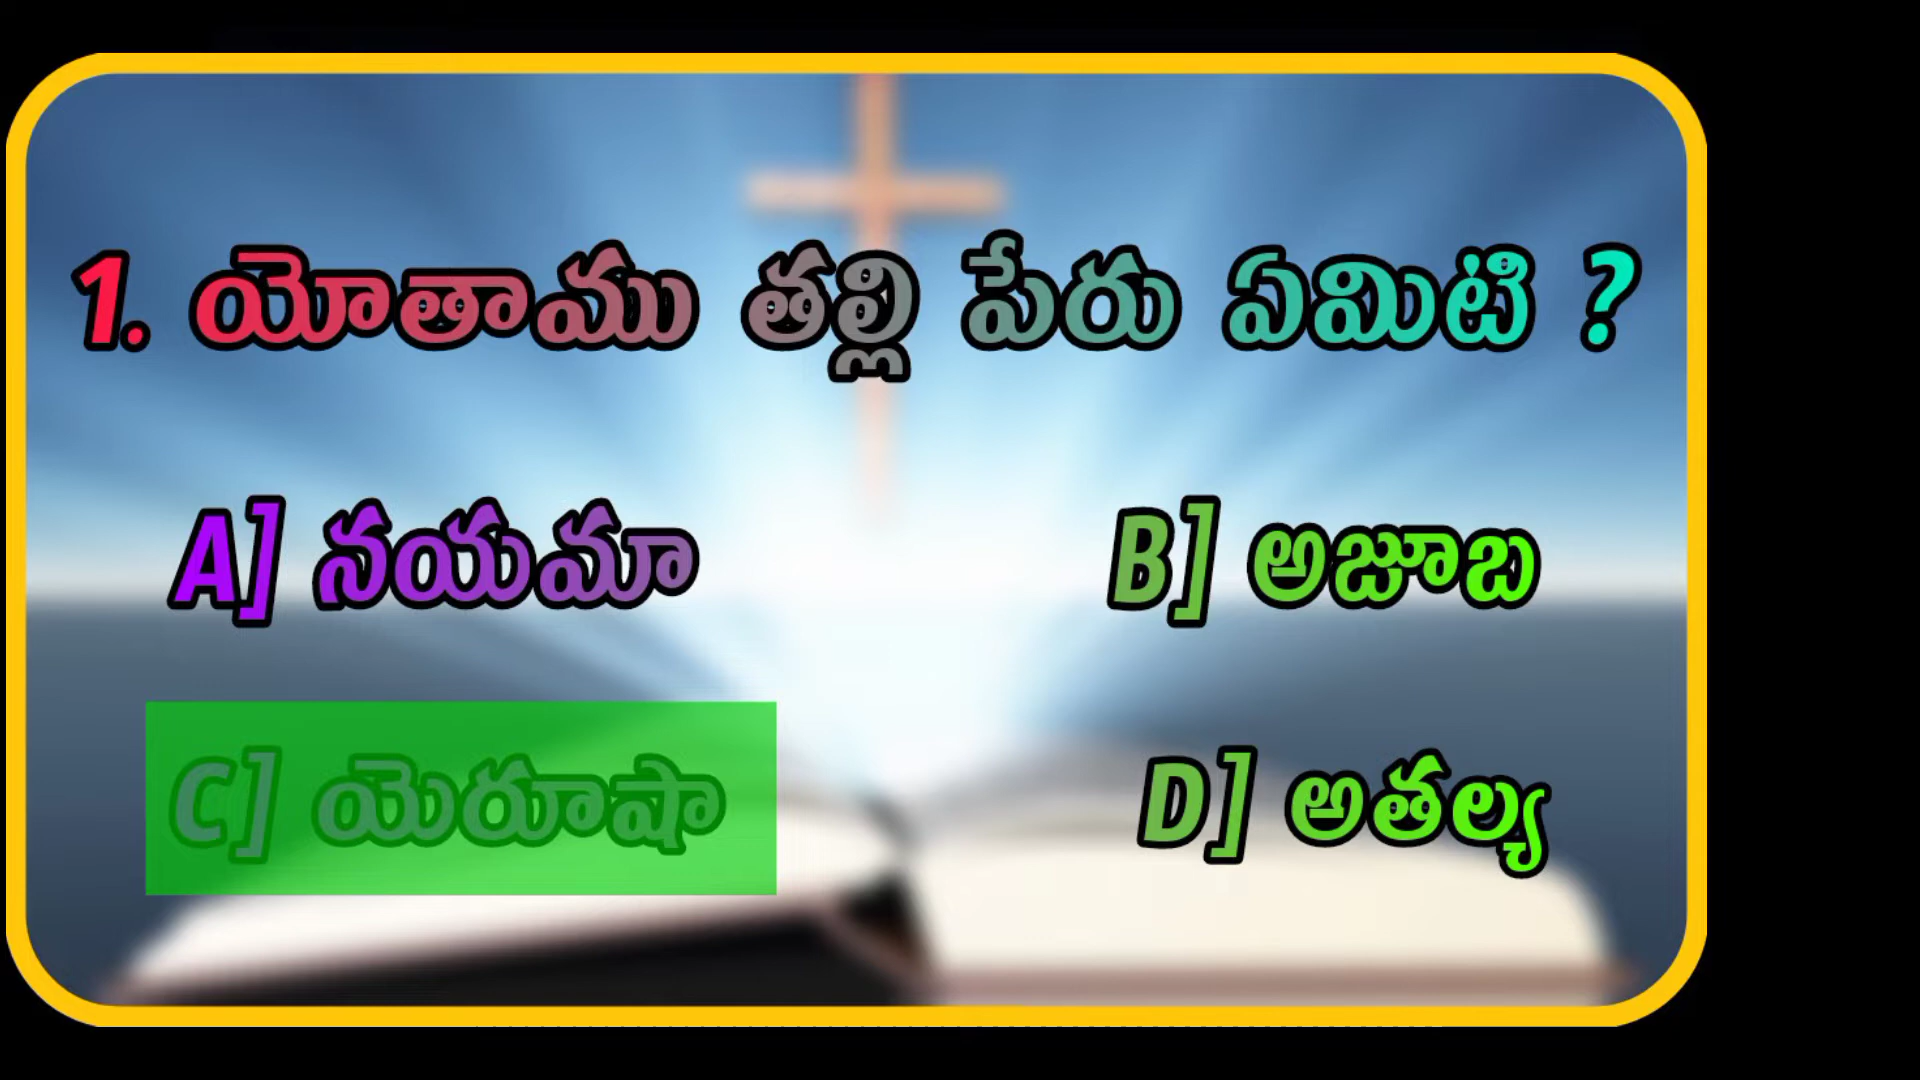 1. యోతాము తల్లి పేరు ఏమిటి ?
A] నయమా
B] అజూబ
C] యెరూషా
D] అతల్య